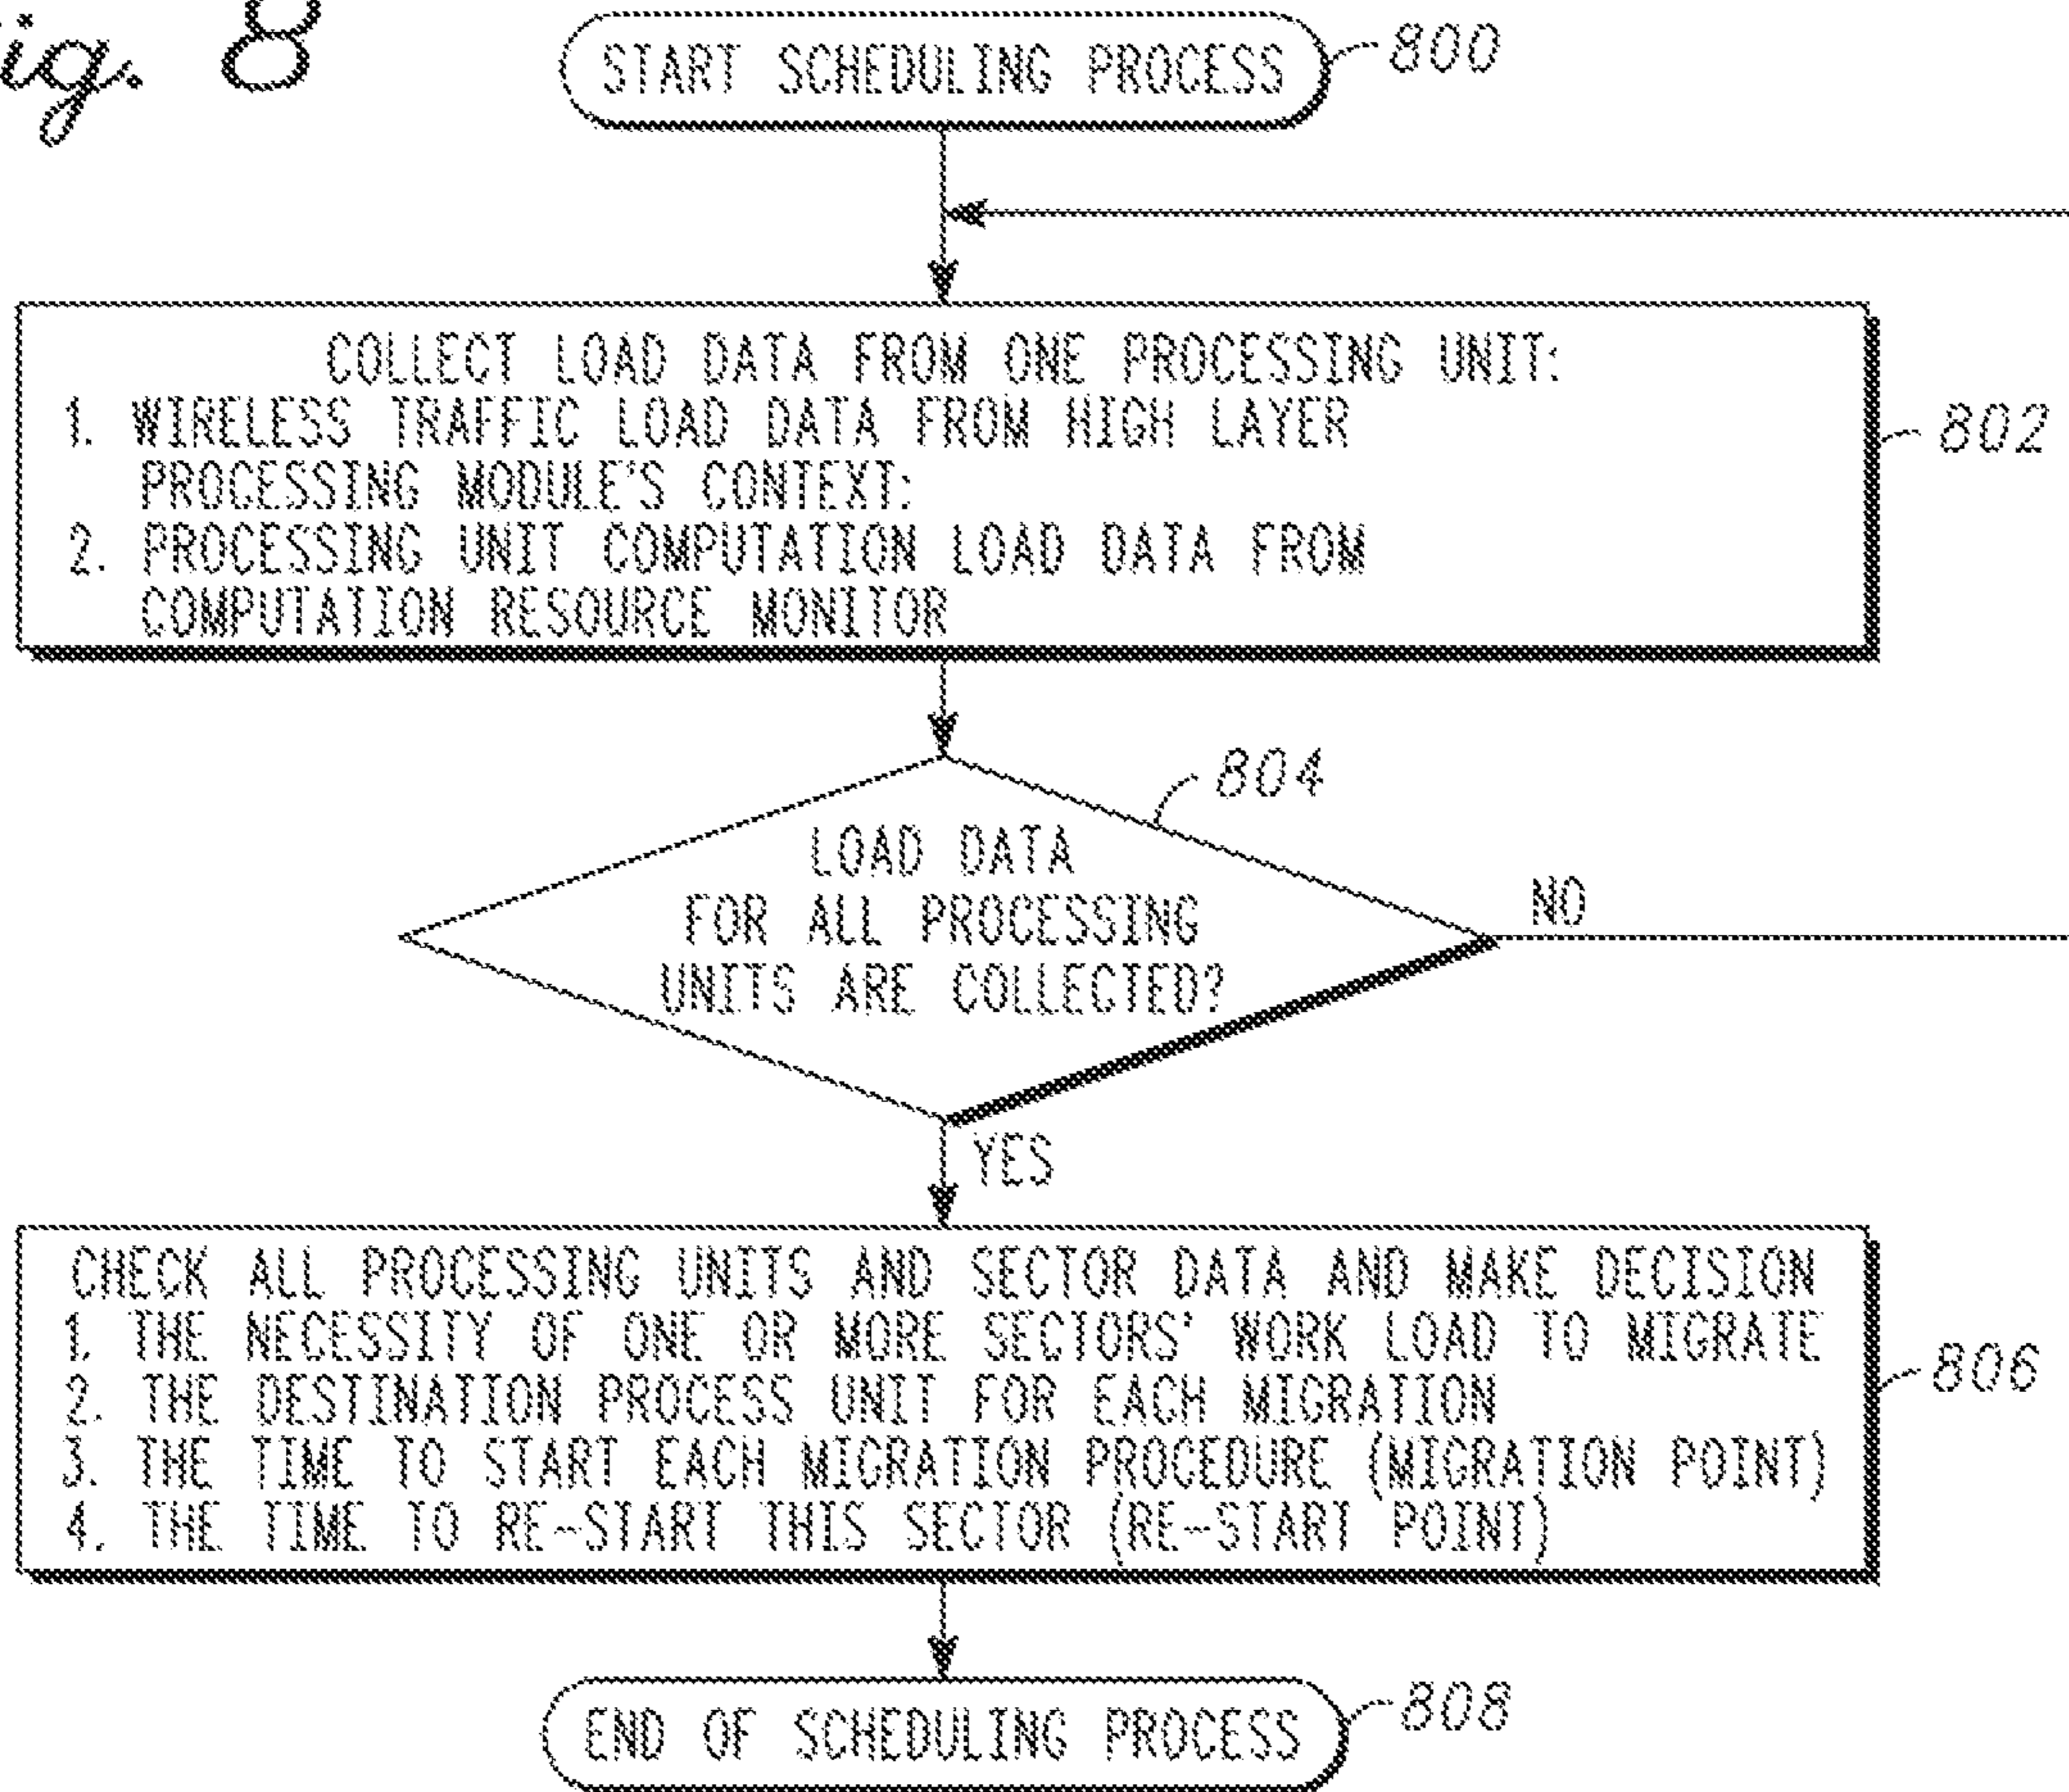 ig. 8
START SCHEDULING PROCESS
800
COLLECT LOAD DATA FROM ONE PROCESSING UNIT:
1. WIRELESS TRAFFIC LOAD DATA FROM HIGH LAYER
PROCESSING MODULE'S CONTEXT:
2. PROCESSING UNIT COMPUTATION LOAD DATA FROM
COMPUTATION RESOURCE MONITOR
802
804
LOAD DATA
FOR ALL PROCESSING
UNITS ARE COLLECTED?
NO
YES
CHECK ALL PROCESSING UNITS AND SECTOR DATA AND MAKE DECISION
1. THE NECESSITY OF ONE OR MORE SECTORS' WORK LOAD TO MIGRATE
2. THE DESTINATION PROCESS UNIT FOR EACH MIGRATION
3. THE TIME TO START EACH MIGRATION PROCEDURE (MIGRATION POINT)
4. THE TIME TO RE-START THIS SECTOR (RE-START POINT)
806
END OF SCHEDULING PROCESS
808